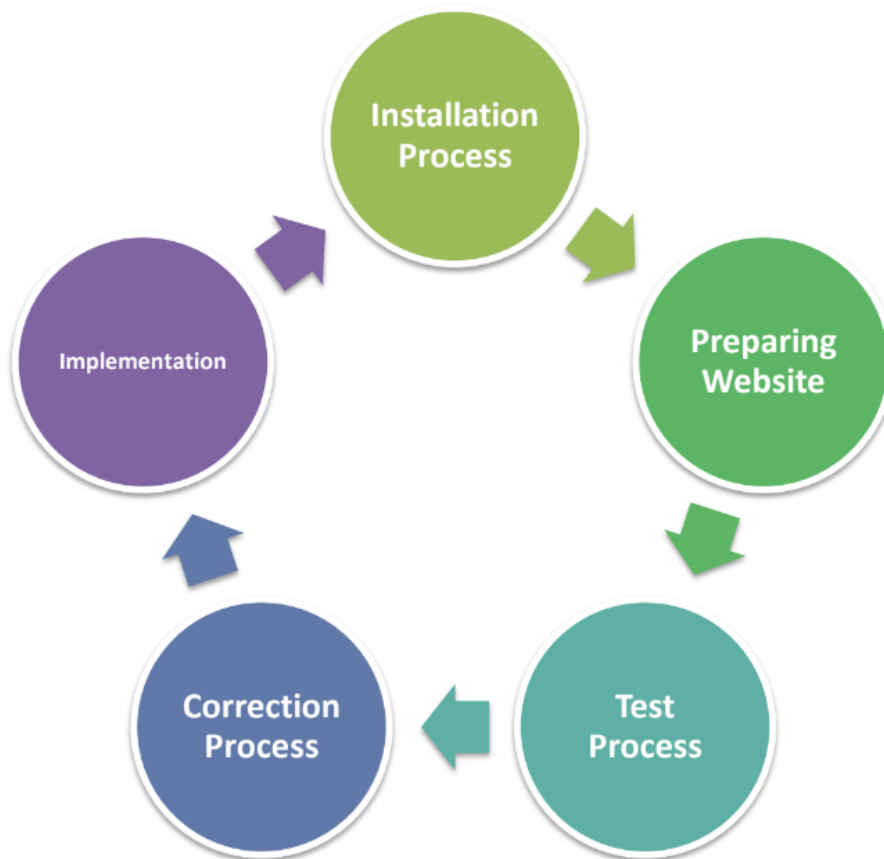 Installation
Process
Preparing
Website
Test
Process
Correction
Process
Implementation